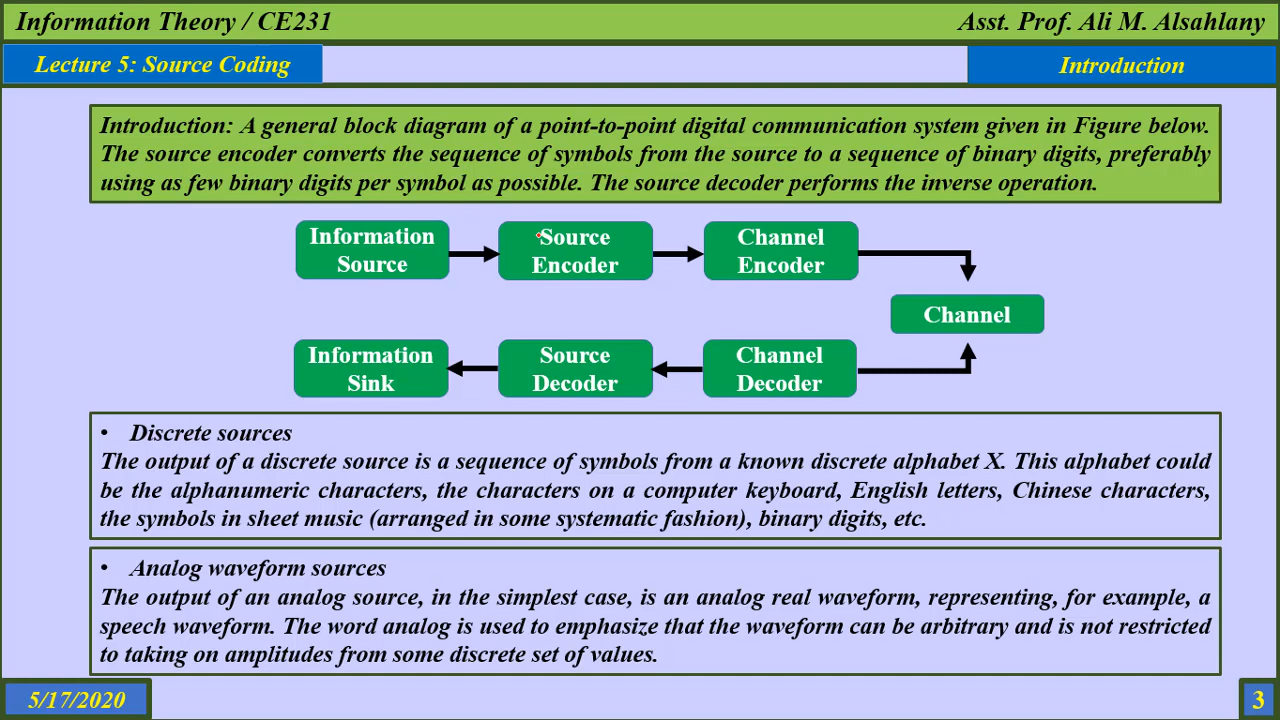 Information Theory / CE231
Asst. Prof. Ali M. Alsahlany
Lecture 5: Source Coding
Introduction
Introduction: A general block diagram of a point-to-point digital communication system given in Figure below.
The source encoder converts the sequence of symbols from the source to a sequence of binary digits, preferably
using as few binary digits per symbol as possible. The source decoder performs the inverse operation.
Information
Source
Source
Encoder
Channel
Encoder
Channel
Information
Sink
Source
Decoder
Channel
Decoder
• Discrete sources
The output of a discrete source is a sequence of symbols from a known discrete alphabet X. This alphabet could
be the alphanumeric characters, the characters on a computer keyboard, English letters, Chinese characters,
the symbols in sheet music (arranged in some systematic fashion), binary digits, etc.
• Analog waveform sources
The output of an analog source, in the simplest case, is an analog real waveform, representing, for example, a
speech waveform. The word analog is used to emphasize that the waveform can be arbitrary and is not restricted
to taking on amplitudes from some discrete set of values.
5/17/2020
3